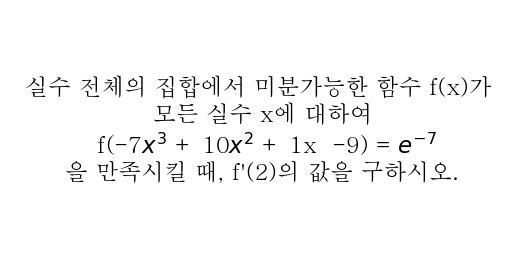 실수 전체의 집합에서 미분가능한 함수 f(x)가
모든 실수 x에 대하여
f(−7x³ + 10x² + 1x −9) = e⁻⁷
을 만족시킬 때, f'(2)의 값을 구하시오.